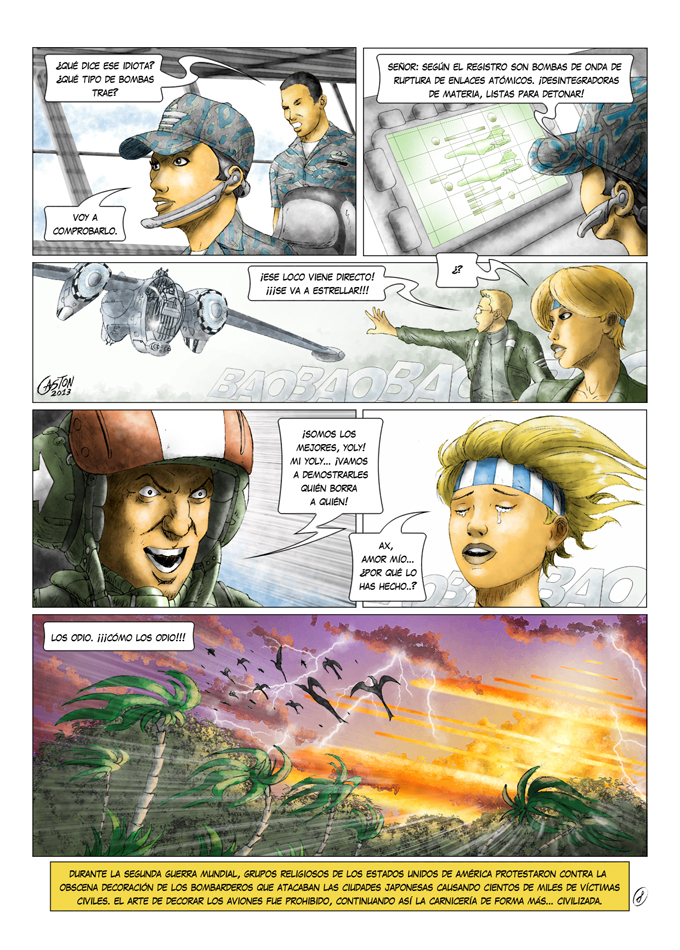 ¿QUÉ DICE ESE IDIOTA?
¿QUÉ TIPO DE BOMBAS
TRAE?
VOY A
COMPROBARLO.
SEÑOR: SEGÚN EL REGISTRO SON BOMBAS DE ONDA DE
RUPTURA DE ENLACES ATÓMICOS. ¡DESINTEGRADORAS
DE MATERIA, LISTAS PARA DETONAR!
¡ESE LOCO VIENE DIRECTO!
¡¡¡SE VA A ESTRELLAR!!!
¿?
BAOBAOBAOBAO
GASTON
2013
¡SOMOS LOS
MEJORES, YOLY!
MI YOLY... ¡VAMOS
A DEMOSTRARLES
QUIÉN BORRA
A QUIÉN!
AX,
AMOR MÍO...
¿POR QUÉ LO
HAS HECHO..?
BAOBAOBAO
LOS ODIO. ¡¡¡CÓMO LOS ODIO!!!
DURANTE LA SEGUNDA GUERRA MUNDIAL, GRUPOS RELIGIOSOS DE LOS ESTADOS UNIDOS DE AMÉRICA PROTESTARON CONTRA LA
OBSCENA DECORACIÓN DE LOS BOMBARDEROS QUE ATACABAN LAS CIUDADES JAPONESAS CAUSANDO CIENTOS DE MILES DE VÍCTIMAS
CIVILES. EL ARTE DE DECORAR LOS AVIONES FUE PROHIBIDO, CONTINUANDO ASÍ LA CARNICERÍA DE FORMA MÁS... CIVILIZADA.
8